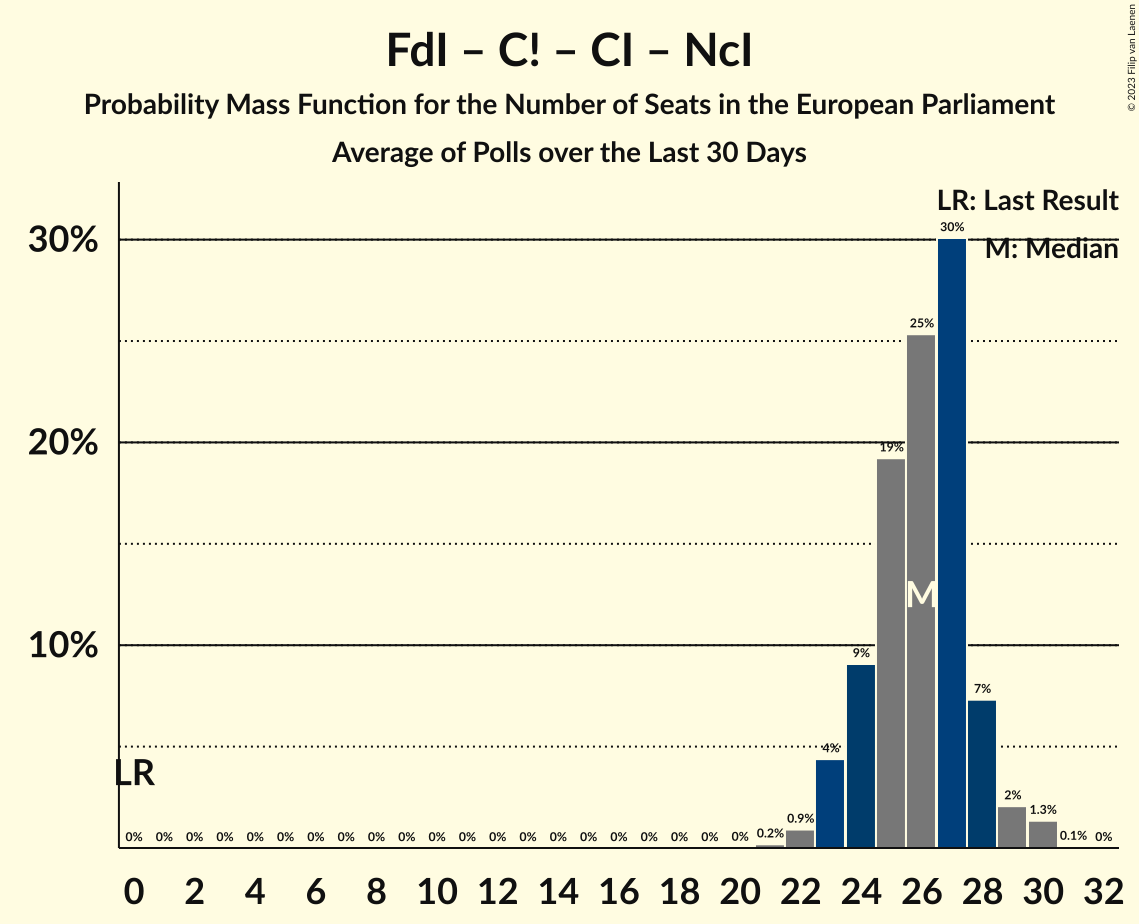 FdI – C! – CI – NcI
Probability Mass Function for the Number of Seats in the European Parliament
Average of Polls over the Last 30 Days
© 2023 Filip van Laenen
LR: Last Result
M: Median
30%
20%
10%
30%
25%
19%
9%
7%
4%
2%
1.3%
0.9%
0.2%
0.1%
0%
M
LR
0% 0% 0% 0% 0% 0% 0% 0% 0% 0% 0% 0% 0% 0% 0% 0% 0% 0% 0% 0% 0%
0 2 4 6 8 10 12 14 16 18 20 22 24 26 28 30 32